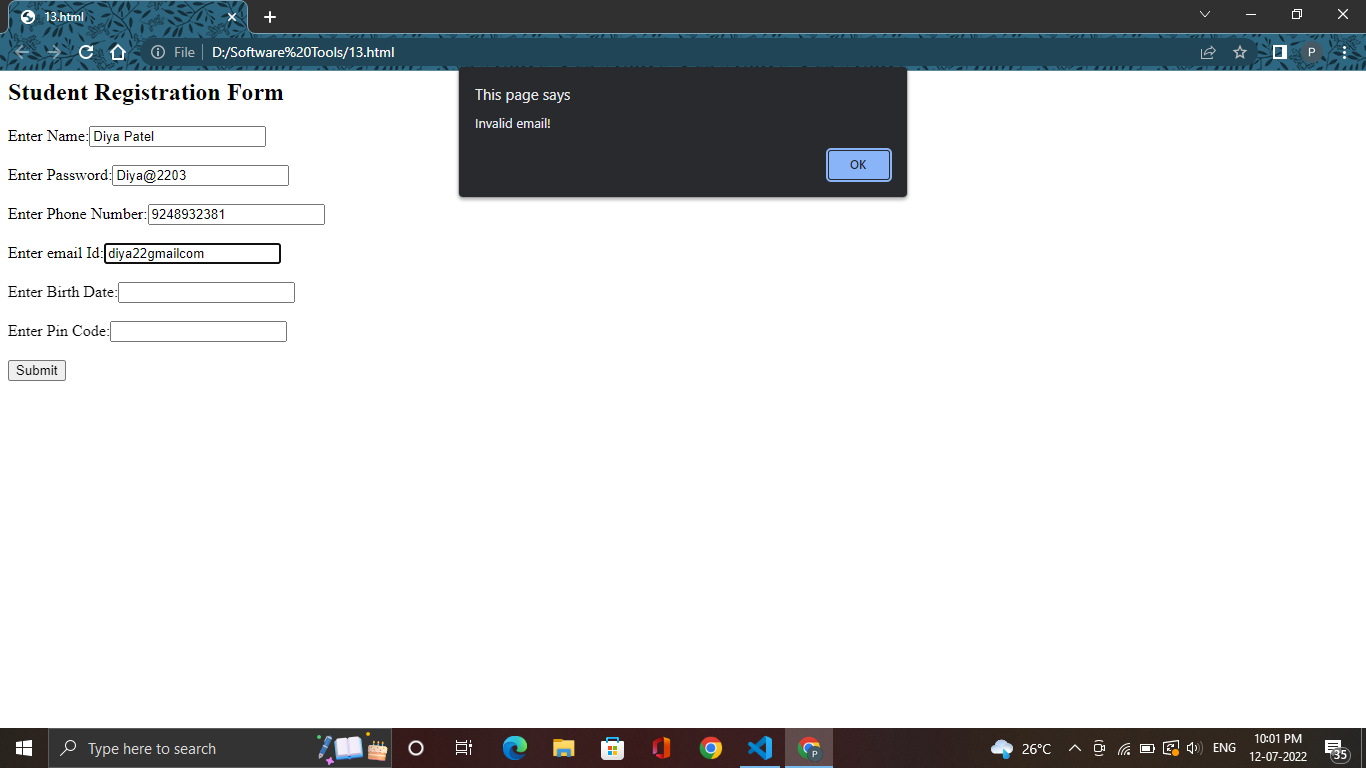 13.html
File D:/Software%20Tools/13.html
P
This page says
Invalid email!
OK
Student Registration Form
Enter Name: Diya Patel
Enter Password: Diya@2203
Enter Phone Number: 9248932381
Enter email Id: diya22gmailcom
Enter Birth Date:
Enter Pin Code:
Submit
Type here to search
P
26°C
ENG
10:01 PM
12-07-2022
35